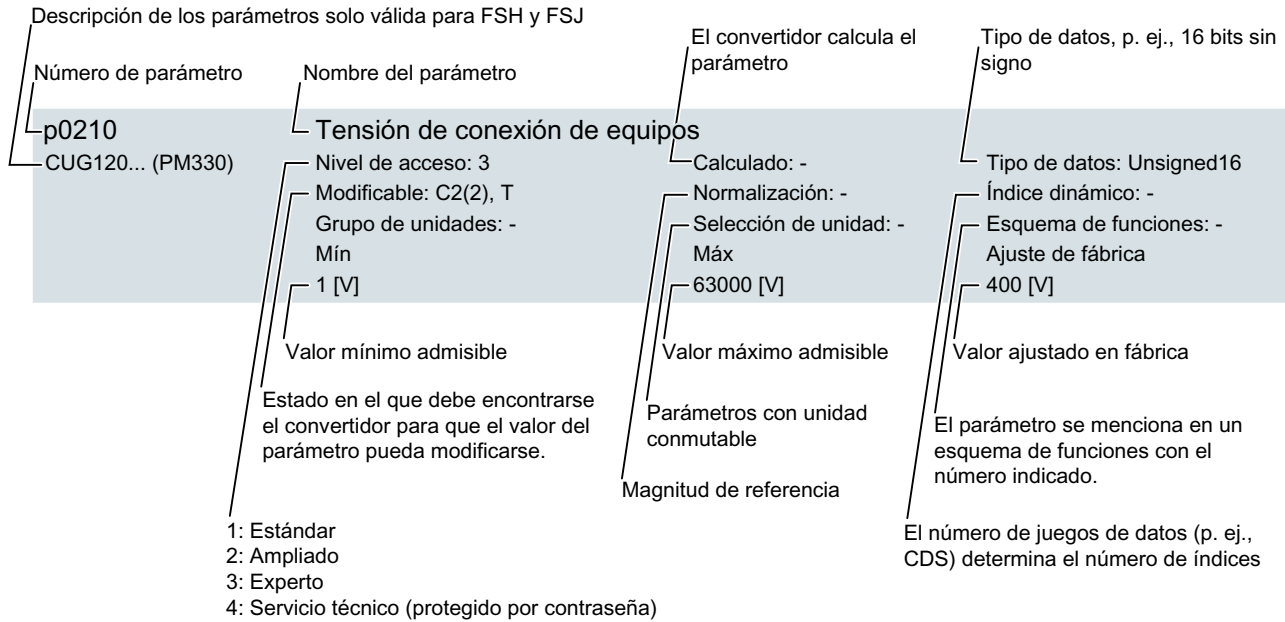 Descripción de los parámetros solo válida para FSH y FSJ
El convertidor calcula el
parámetro
Tipo de datos, p. ej., 16 bits sin
signo
Número de parámetro
Nombre del parámetro
p0210
Tensión de conexión de equipos
CUG120... (PM330)
Nivel de acceso: 3
Calculado: -
Tipo de datos: Unsigned16
Modificable: C2(2), T
Normalización: -
Índice dinámico: -
Grupo de unidades: -
Selección de unidad: -
Esquema de funciones: -
Mín
Máx
Ajuste de fábrica
1 [V]
63000 [V]
400 [V]
Valor mínimo admisible
Valor máximo admisible
Valor ajustado en fábrica
Estado en el que debe encontrarse
el convertidor para que el valor del
parámetro pueda modificarse.
Parámetros con unidad
conmutable
El parámetro se menciona en un
esquema de funciones con el
número indicado.
Magnitud de referencia
El número de juegos de datos (p. ej.,
CDS) determina el número de índices
1: Estándar
2: Ampliado
3: Experto
4: Servicio técnico (protegido por contraseña)